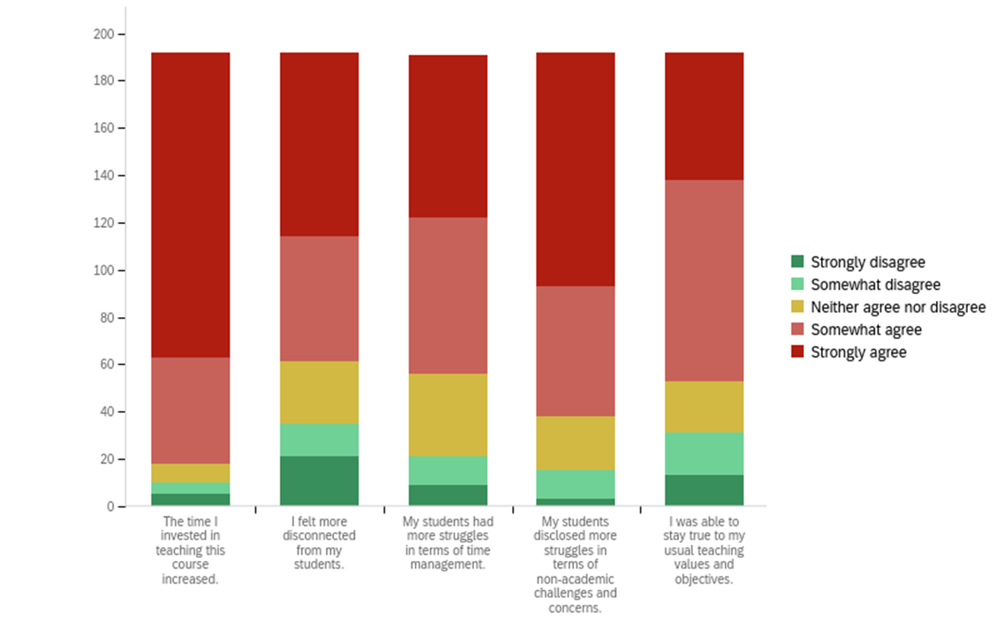 200
180
160
140
120
100
80
60
40
20
0
The time I
invested in
teaching this
course
increased.
I felt more
disconnected
from my
students.
My students had
more struggles
in terms of time
management.
My students
disclosed more
struggles in
terms of
non-academic
challenges and
concerns.
I was able to
stay true to my
usual teaching
values and
objectives.
Strongly disagree
Somewhat disagree
Neither agree nor disagree
Somewhat agree
Strongly agree